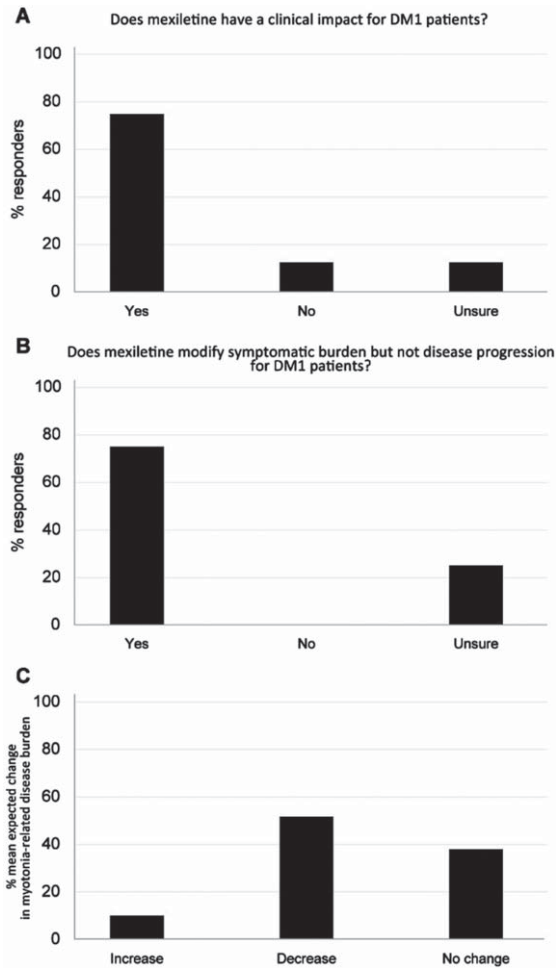 A
Does mexiletine have a clinical impact for DM1 patients?
100
80
60
40
20
0
% responders
Yes No Unsure
B
Does mexiletine modify symptomatic burden but not disease progression
for DM1 patients?
100
80
60
40
20
0
% responders
Yes No Unsure
C
100
80
60
40
20
0
% mean expected change
in myotonia-related disease burden
Increase Decrease No change